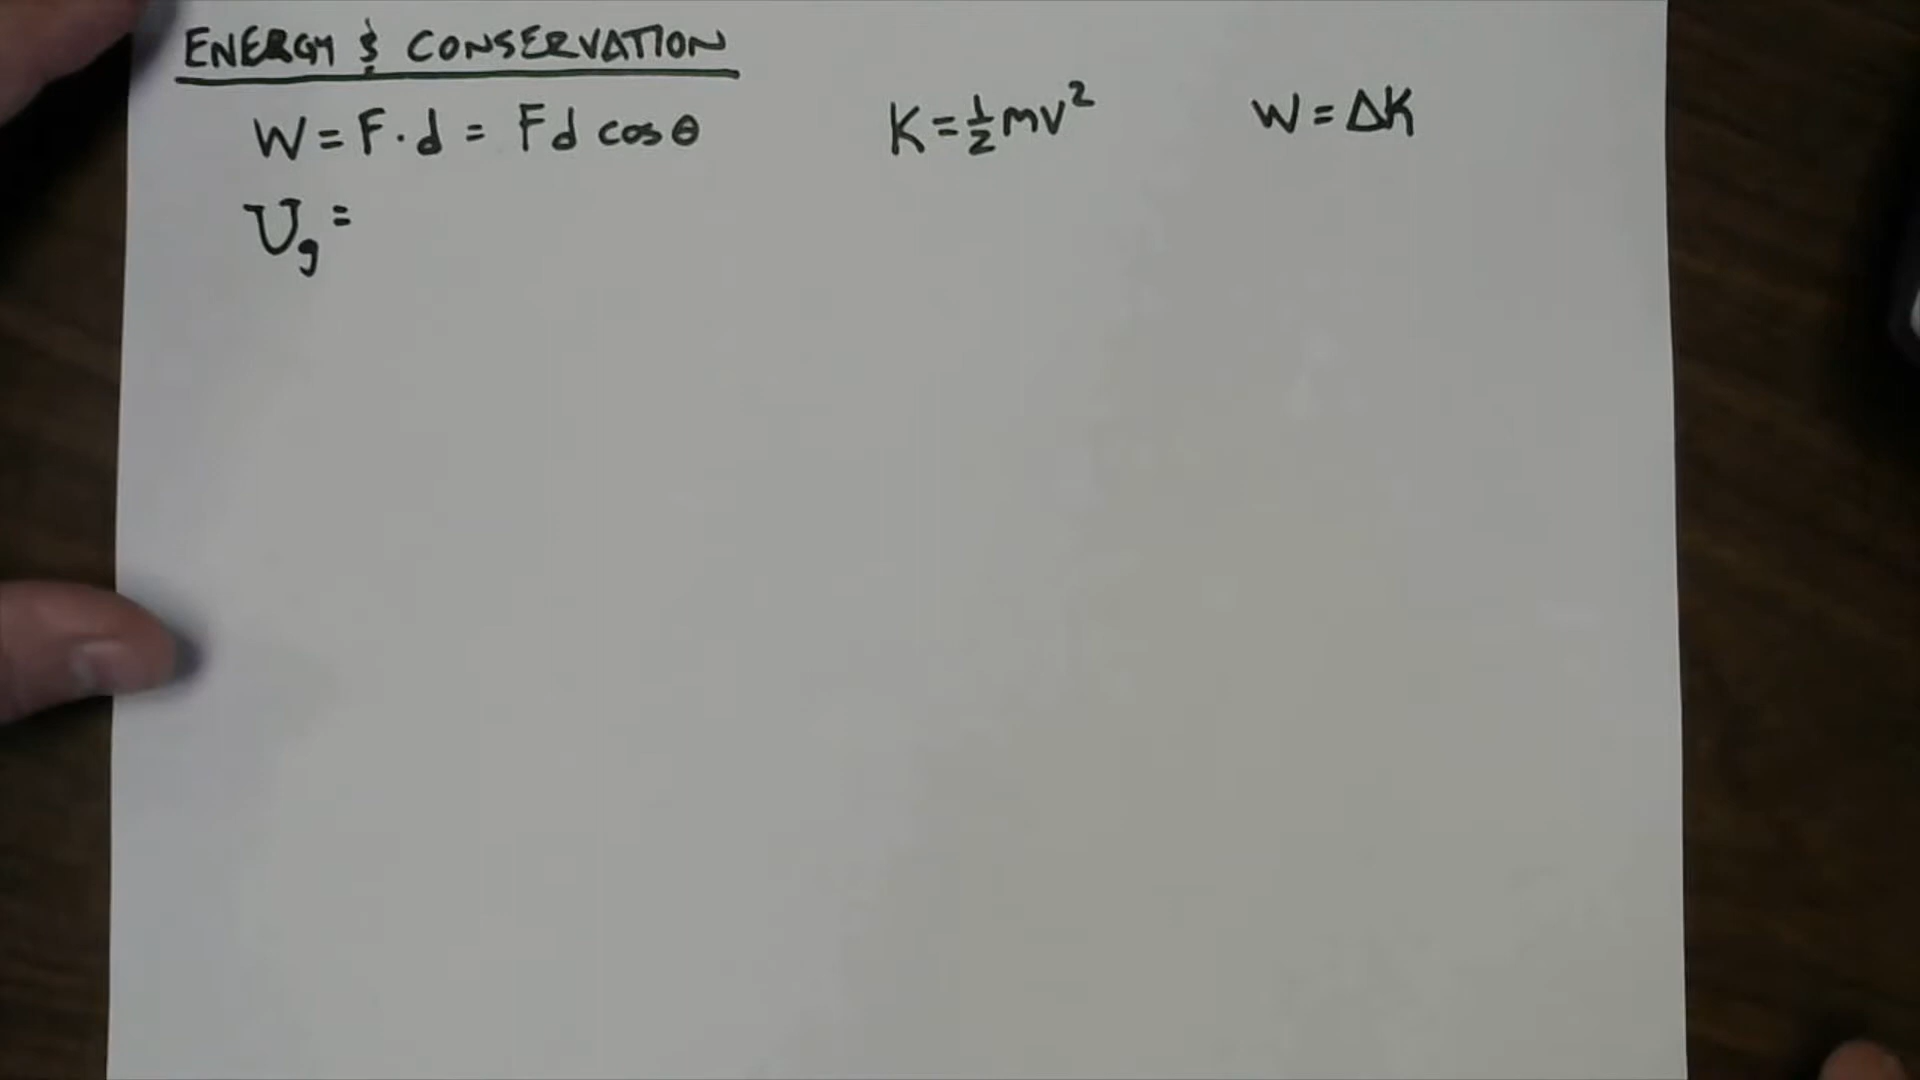 ENERGY & CONSERVATION
W = F · d = Fd cos θ K = ½mv² W = ΔK
U_g =